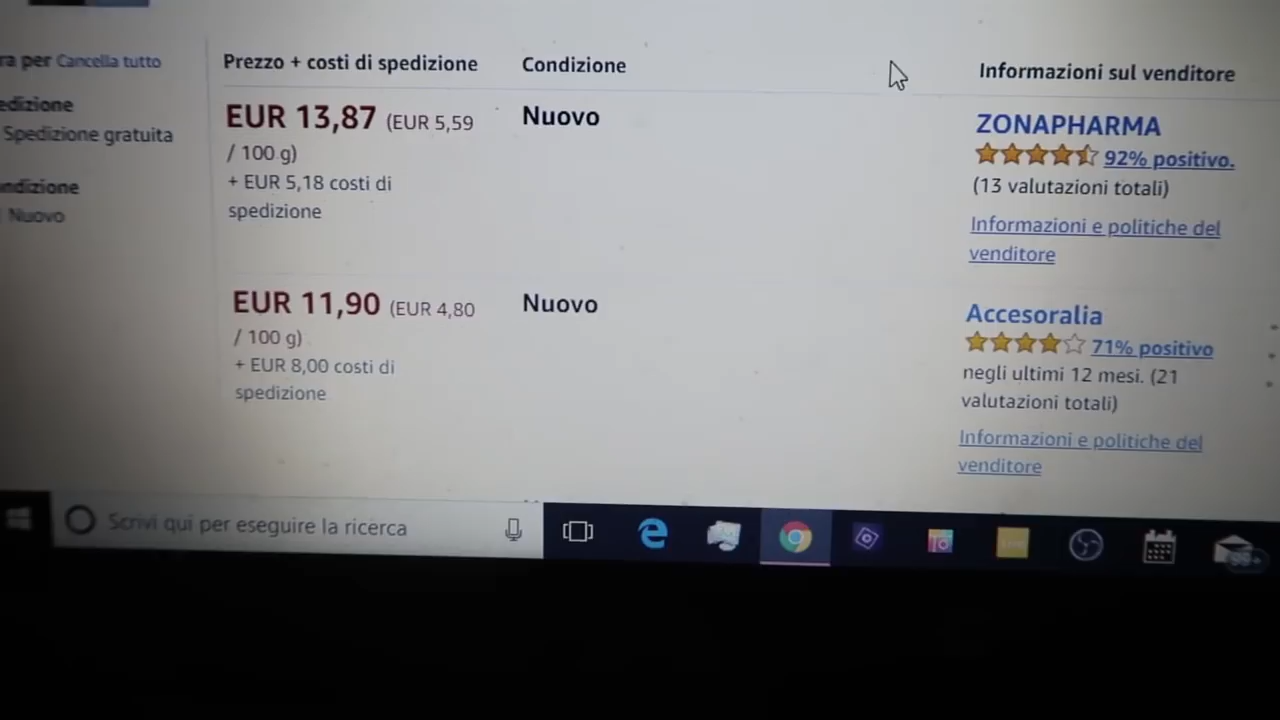 ra per Cancella tutto
edizione
Spedizione gratuita
ndizione
Nuovo
Prezzo + costi di spedizione
Condizione
Informazioni sul venditore
EUR 13,87 (EUR 5,59
/ 100 g)
+ EUR 5,18 costi di
spedizione
Nuovo
ZONAPHARMA
92% positivo.
(13 valutazioni totali)
Informazioni e politiche del
venditore
EUR 11,90 (EUR 4,80
/ 100 g)
+ EUR 8,00 costi di
spedizione
Nuovo
Accesoralia
71% positivo
negli ultimi 12 mesi. (21
valutazioni totali)
Informazioni e politiche del
venditore
Scrivi qui per eseguire la ricerca
99+